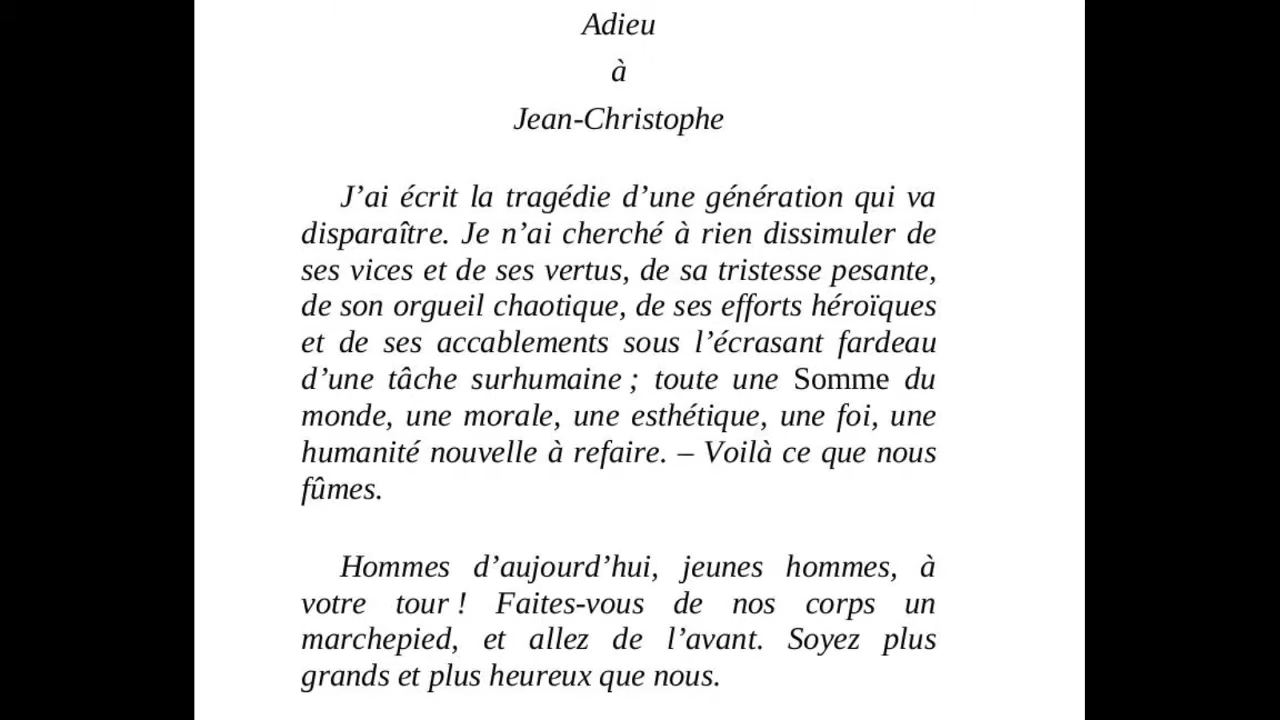 Adieu
à
Jean-Christophe
J’ai écrit la tragédie d’une génération qui va
disparaître. Je n’ai cherché à rien dissimuler de
ses vices et de ses vertus, de sa tristesse pesante,
de son orgueil chaotique, de ses efforts héroïques
et de ses accablements sous l’écrasant fardeau
d’une tâche surhumaine ; toute une Somme du
monde, une morale, une esthétique, une foi, une
humanité nouvelle à refaire. – Voilà ce que nous
fûmes.
Hommes d’aujourd’hui, jeunes hommes, à
votre tour ! Faites-vous de nos corps un
marchepied, et allez de l’avant. Soyez plus
grands et plus heureux que nous.